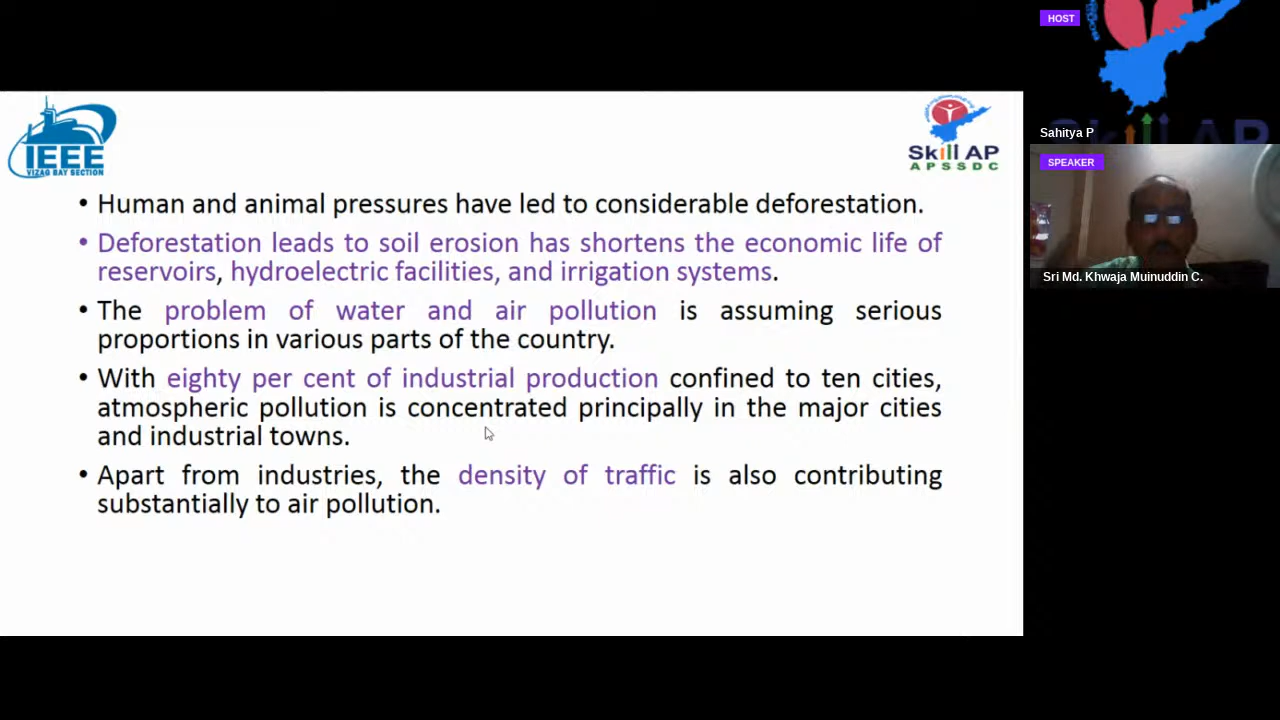 HOST
Sahitya P
SPEAKER
Sri Md. Khwaja Muinuddin C.
IEEE
VIZAG BAY SECTION
Skill AP
APSSDC
• Human and animal pressures have led to considerable deforestation.
• Deforestation leads to soil erosion has shortens the economic life of
reservoirs, hydroelectric facilities, and irrigation systems.
• The problem of water and air pollution is assuming serious
proportions in various parts of the country.
• With eighty per cent of industrial production confined to ten cities,
atmospheric pollution is concentrated principally in the major cities
and industrial towns.
• Apart from industries, the density of traffic is also contributing
substantially to air pollution.